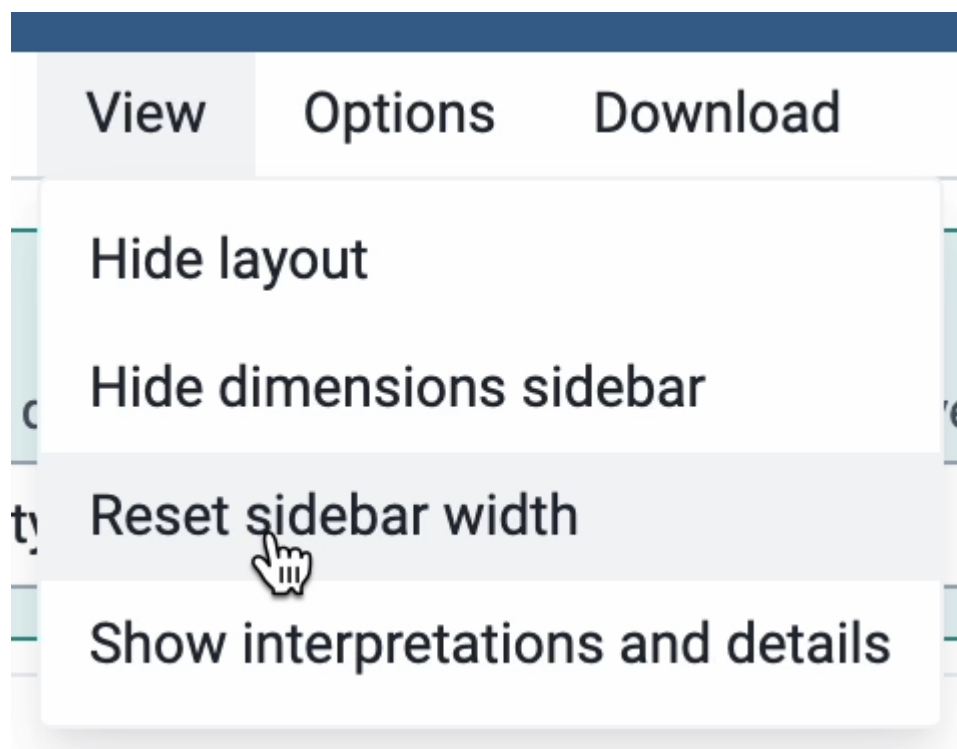 View Options Download
Hide layout
Hide dimensions sidebar
Reset sidebar width
Show interpretations and details